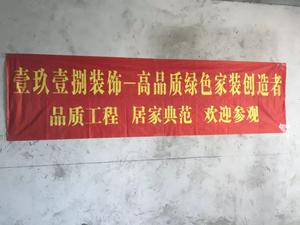 壹玖壹捌装饰—高品质绿色家装创造者
品质工程 居家典范 欢迎参观